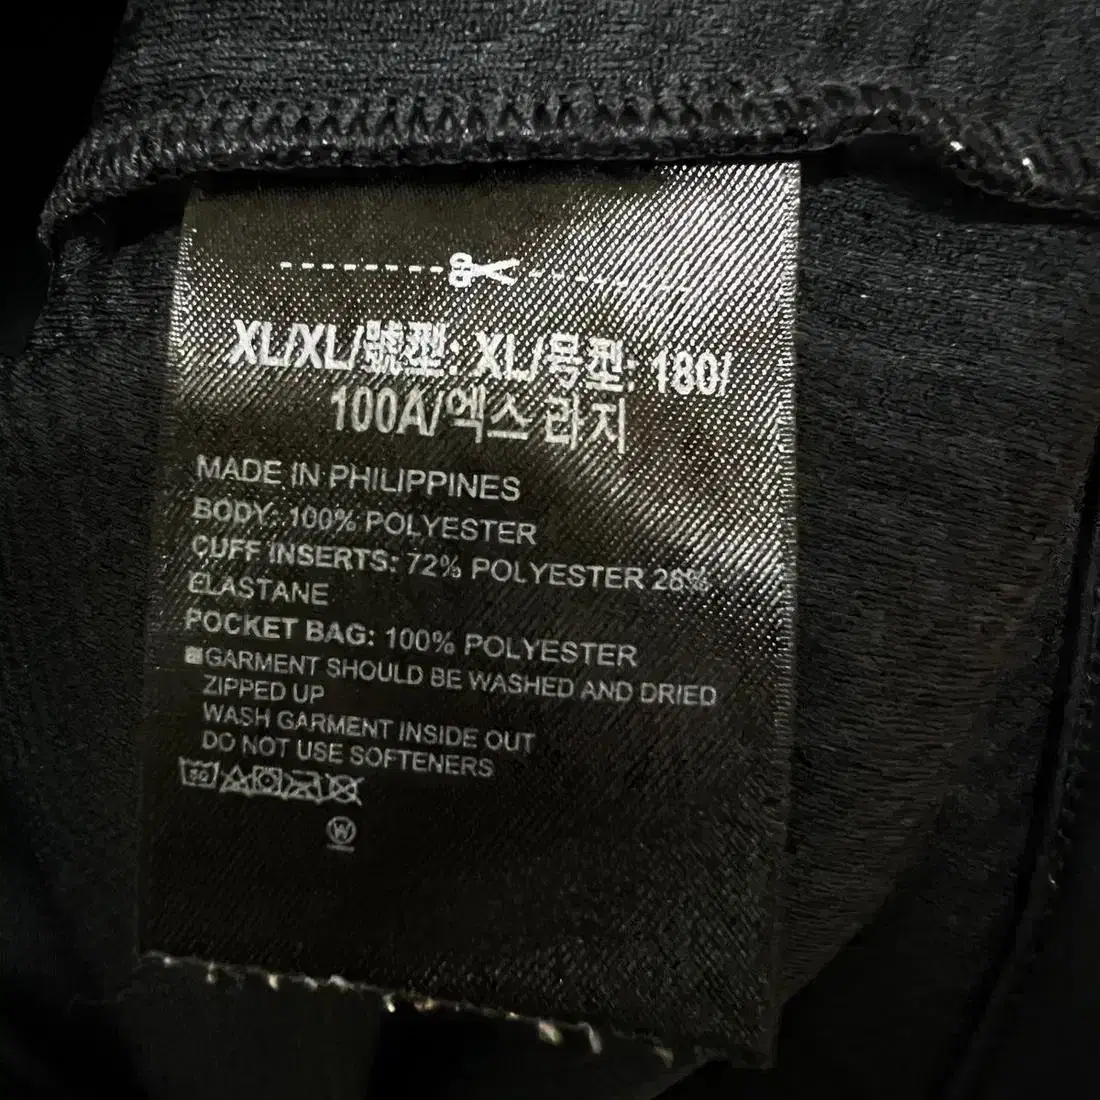 XL/XL/號型: XL/号型: 180/
100A/엑스 라지
MADE IN PHILIPPINES
BODY: 100% POLYESTER
CUFF INSERTS: 72% POLYESTER 28%
ELASTANE
POCKET BAG: 100% POLYESTER
GARMENT SHOULD BE WASHED AND DRIED
ZIPPED UP
WASH GARMENT INSIDE OUT
DO NOT USE SOFTENERS
30
W